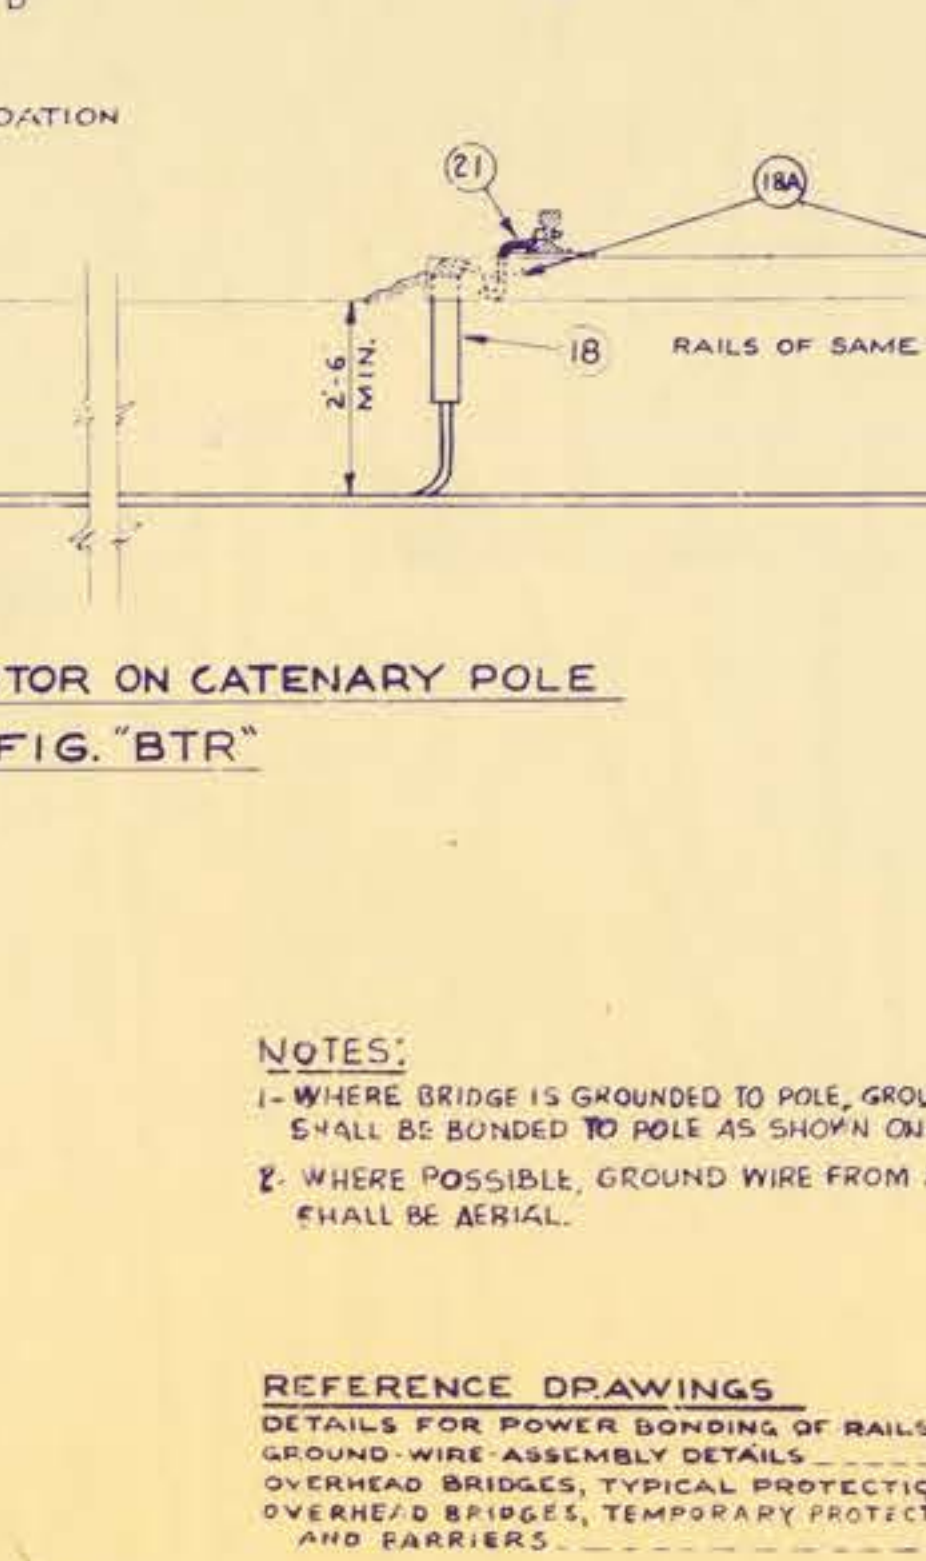 DATION
21
18A
18
RAILS OF SAME
2'-6
MIN.
TOR ON CATENARY POLE
FIG. "BTR"
NOTES:
1- WHERE BRIDGE IS GROUNDED TO POLE, GROU
SHALL BE BONDED TO POLE AS SHOWN ON
2- WHERE POSSIBLE, GROUND WIRE FROM
SHALL BE AERIAL.
REFERENCE DRAWINGS
DETAILS FOR POWER BONDING OF RAILS
GROUND-WIRE-ASSEMBLY DETAILS
OVERHEAD BRIDGES, TYPICAL PROTECTIO
OVERHEAD BRIDGES, TEMPORARY PROTECT
AND BARRIERS